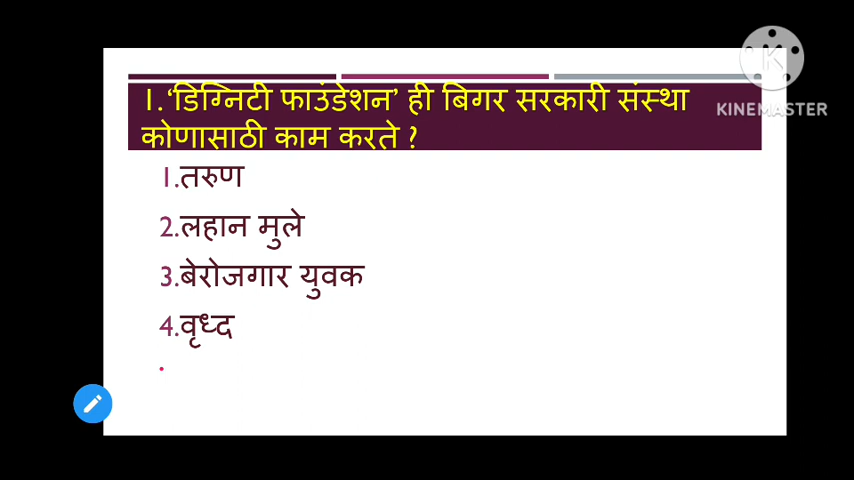 1.‘डिग्निटी फाउंडेशन’ ही बिगर सरकारी संस्था
कोणासाठी काम करते ?
1.तरुण
2.लहान मुले
3.बेरोजगार युवक
4.वृध्द
K
KINEMASTER